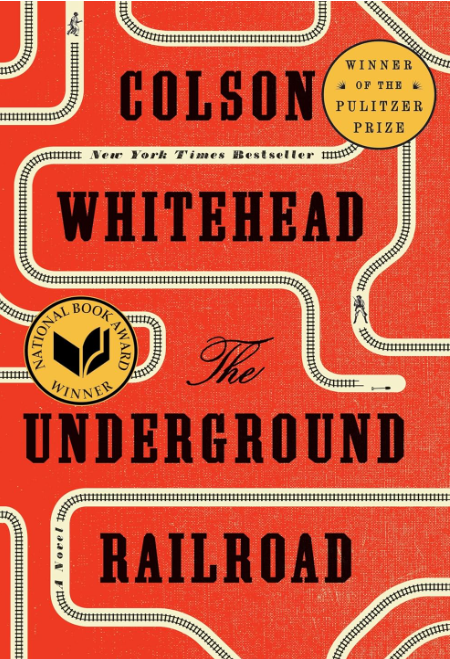 COLSON
WINNER
OF THE
PULITZER
PRIZE
New York Times Bestseller
WHITEHEAD
NATIONAL BOOK AWARD
WINNER
The
UNDERGROUND
RAILROAD
A Novel